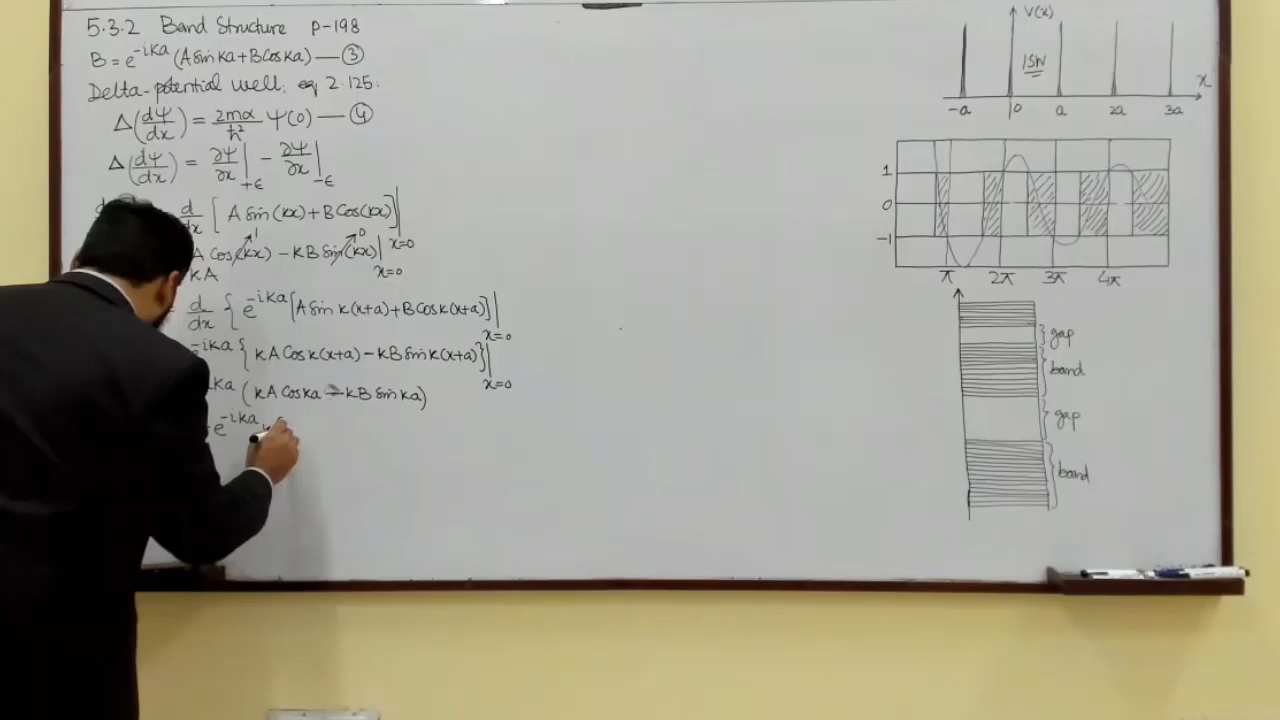 5.3.2 Band Structure P-198
B = e^{-iKa} (A sin ka + B cos ka) — ③
Delta-potential well. eq 2.125.
Δ(dψ/dx) = 2mα/ħ² ψ(0) — ④
Δ(dψ/dx) = ∂ψ/∂x|_{+ε} - ∂ψ/∂x|_{-ε}
d/dx [A sin(kx) + B cos(kx)]|_{x=0}
A cos(kx)↗1 - kB sin(kx)↗0|_{x=0}
kA
= d/dx { e^{-iKa} [A sin k(x+a) + B cos k(x+a)]}|_{x=0}
e^{-iKa} { kA cos k(x+a) - kB sin k(x+a)}|_{x=0}
(kA cos ka - kB sin ka)
e^{-iKa}
V(x)
1SW
x
-a 0 a 2a 3a
1
0
-1
π 2π 3π 4π
gap
band
gap
band